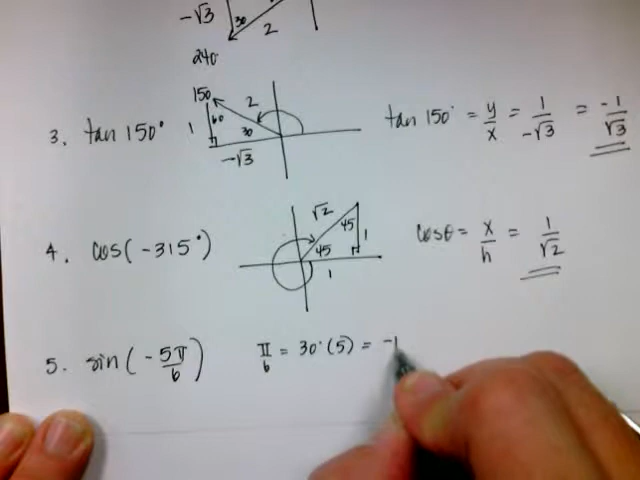 -√3 30 2
240°
3. tan 150° 150 2 60 1 30 -√3 tan 150° = y/x = 1/-√3 = -1/√3
4. cos(-315°) √2 45 45 1 1 cosθ = x/h = 1/√2
5. sin(-5π/6) π/6 = 30°(5) = -1